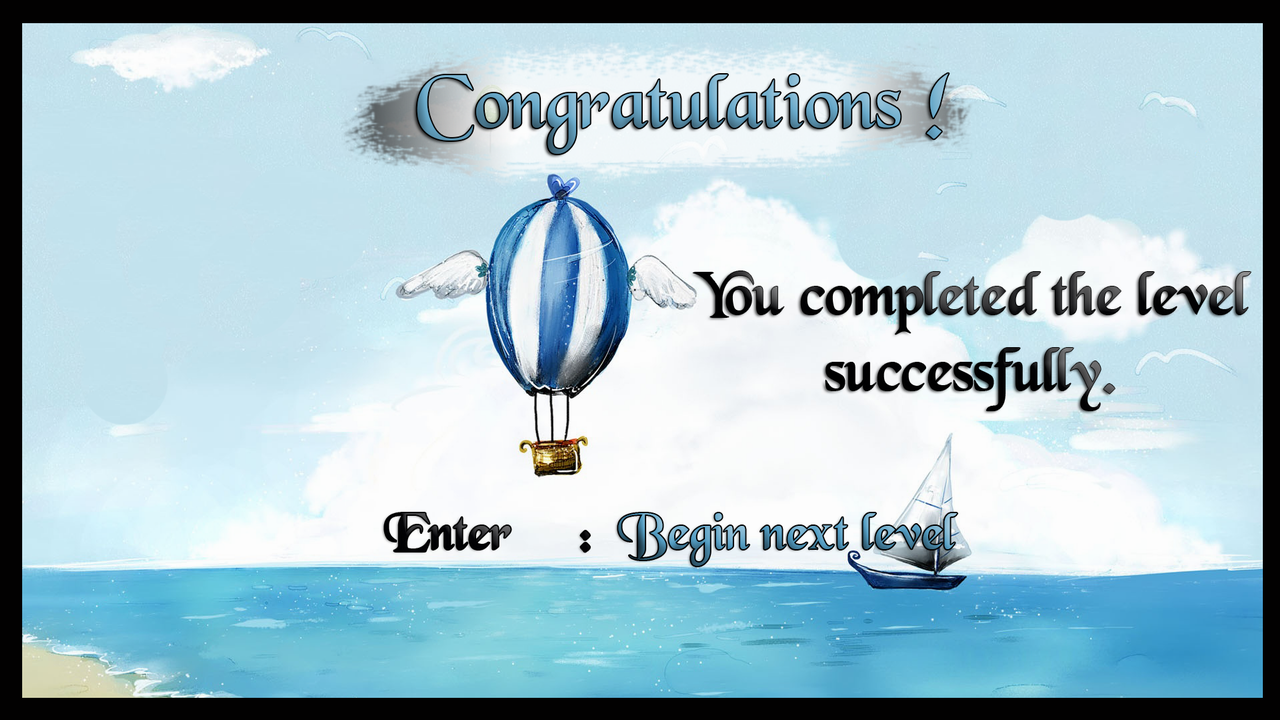 Congratulations !
You completed the level
successfully.
Enter : Begin next level